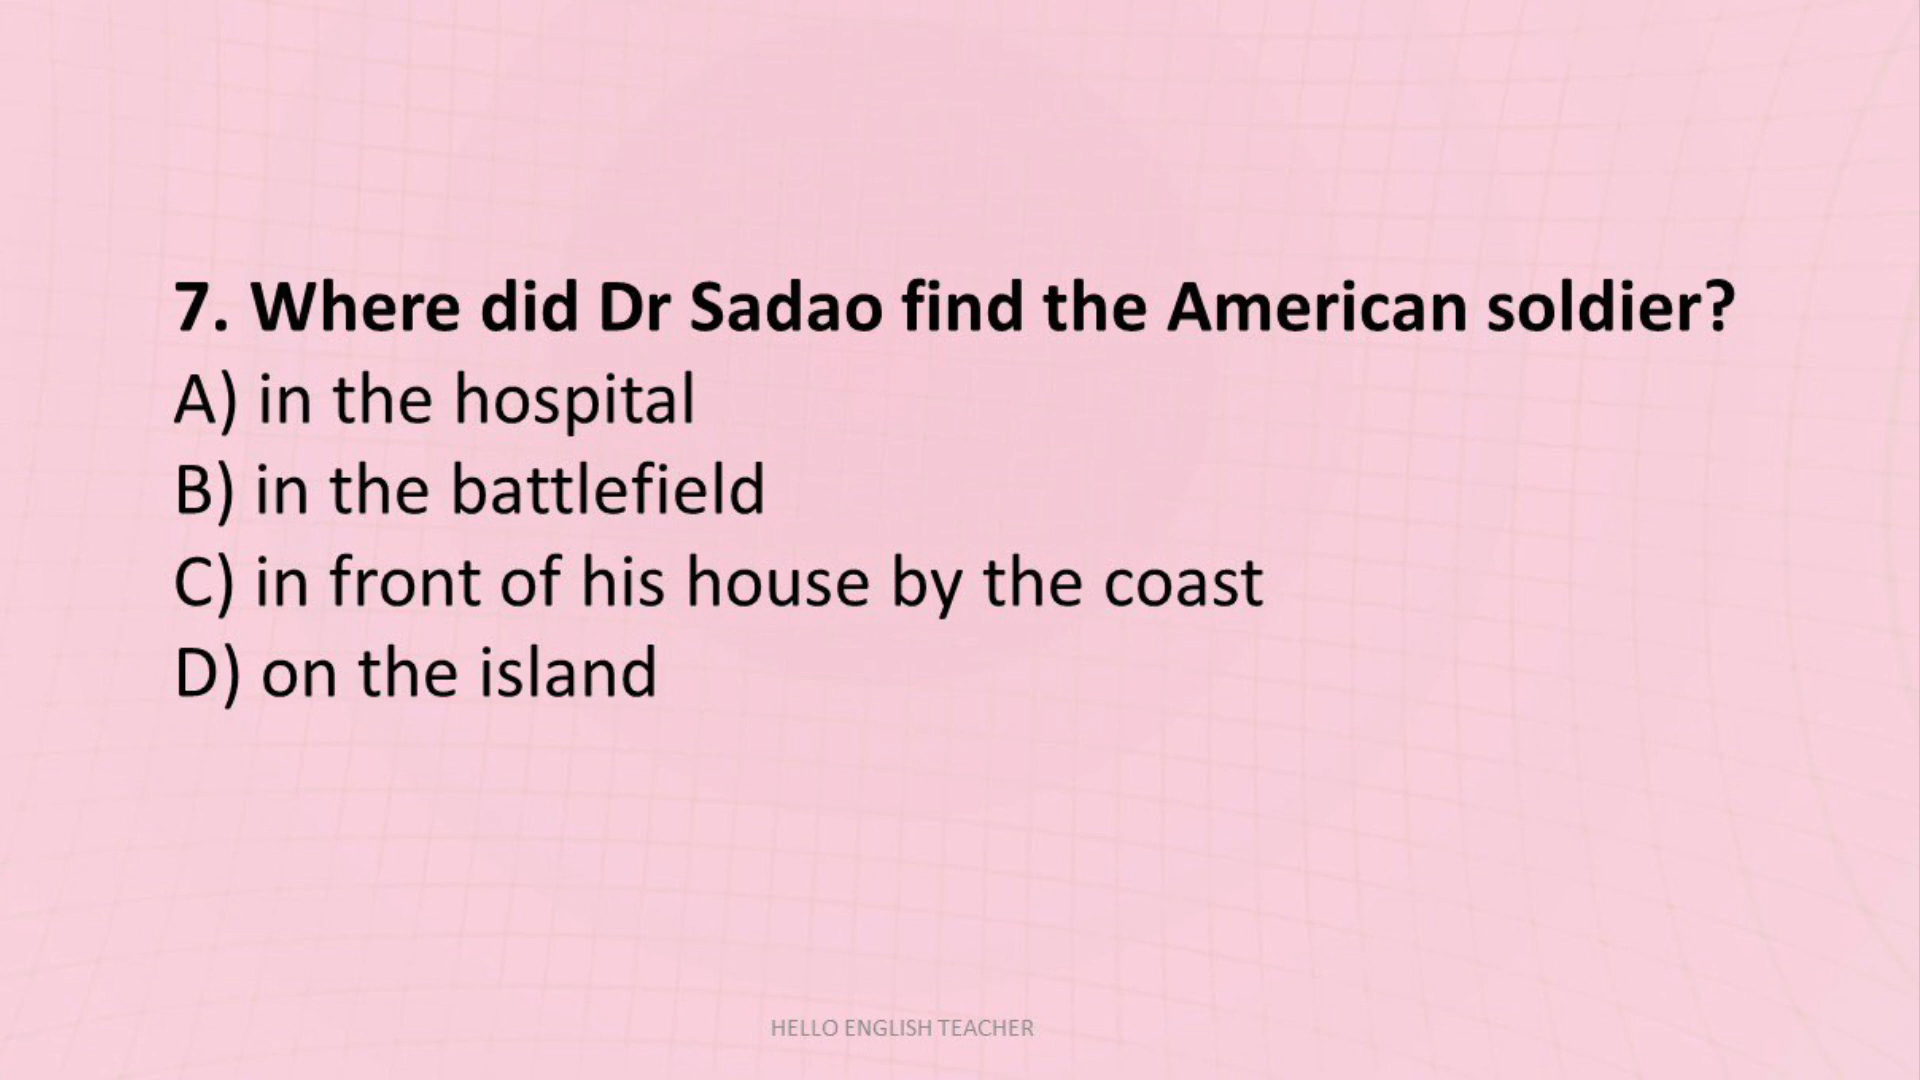 7. Where did Dr Sadao find the American soldier?
A) in the hospital
B) in the battlefield
C) in front of his house by the coast
D) on the island
HELLO ENGLISH TEACHER